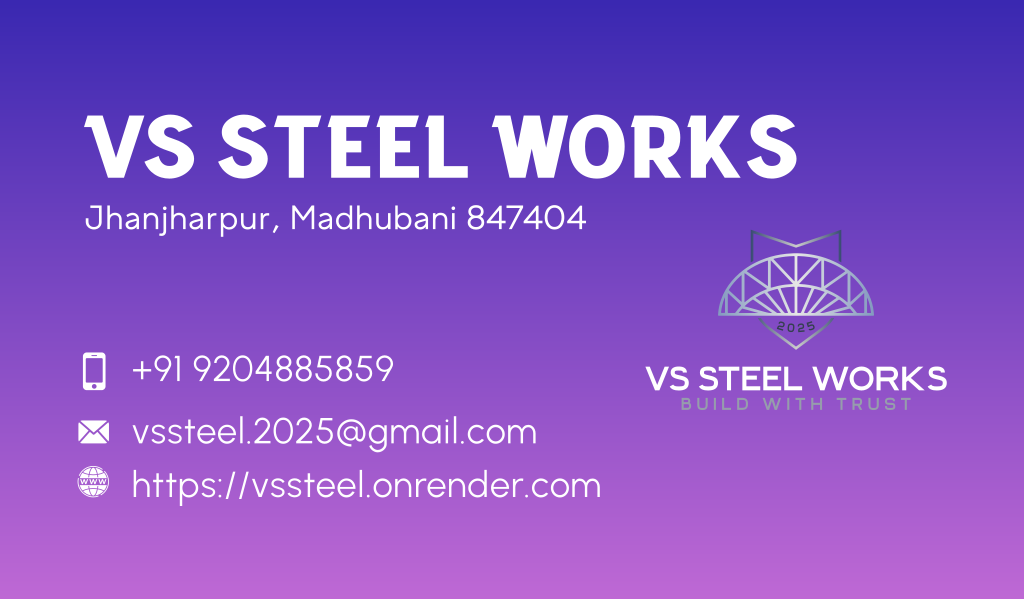 VS STEEL WORKS
Jhanjharpur, Madhubani 847404
+91 9204885859
vssteel.2025@gmail.com
WWW
https://vssteel.onrender.com
2025
VS STEEL WORKS
BUILD WITH TRUST